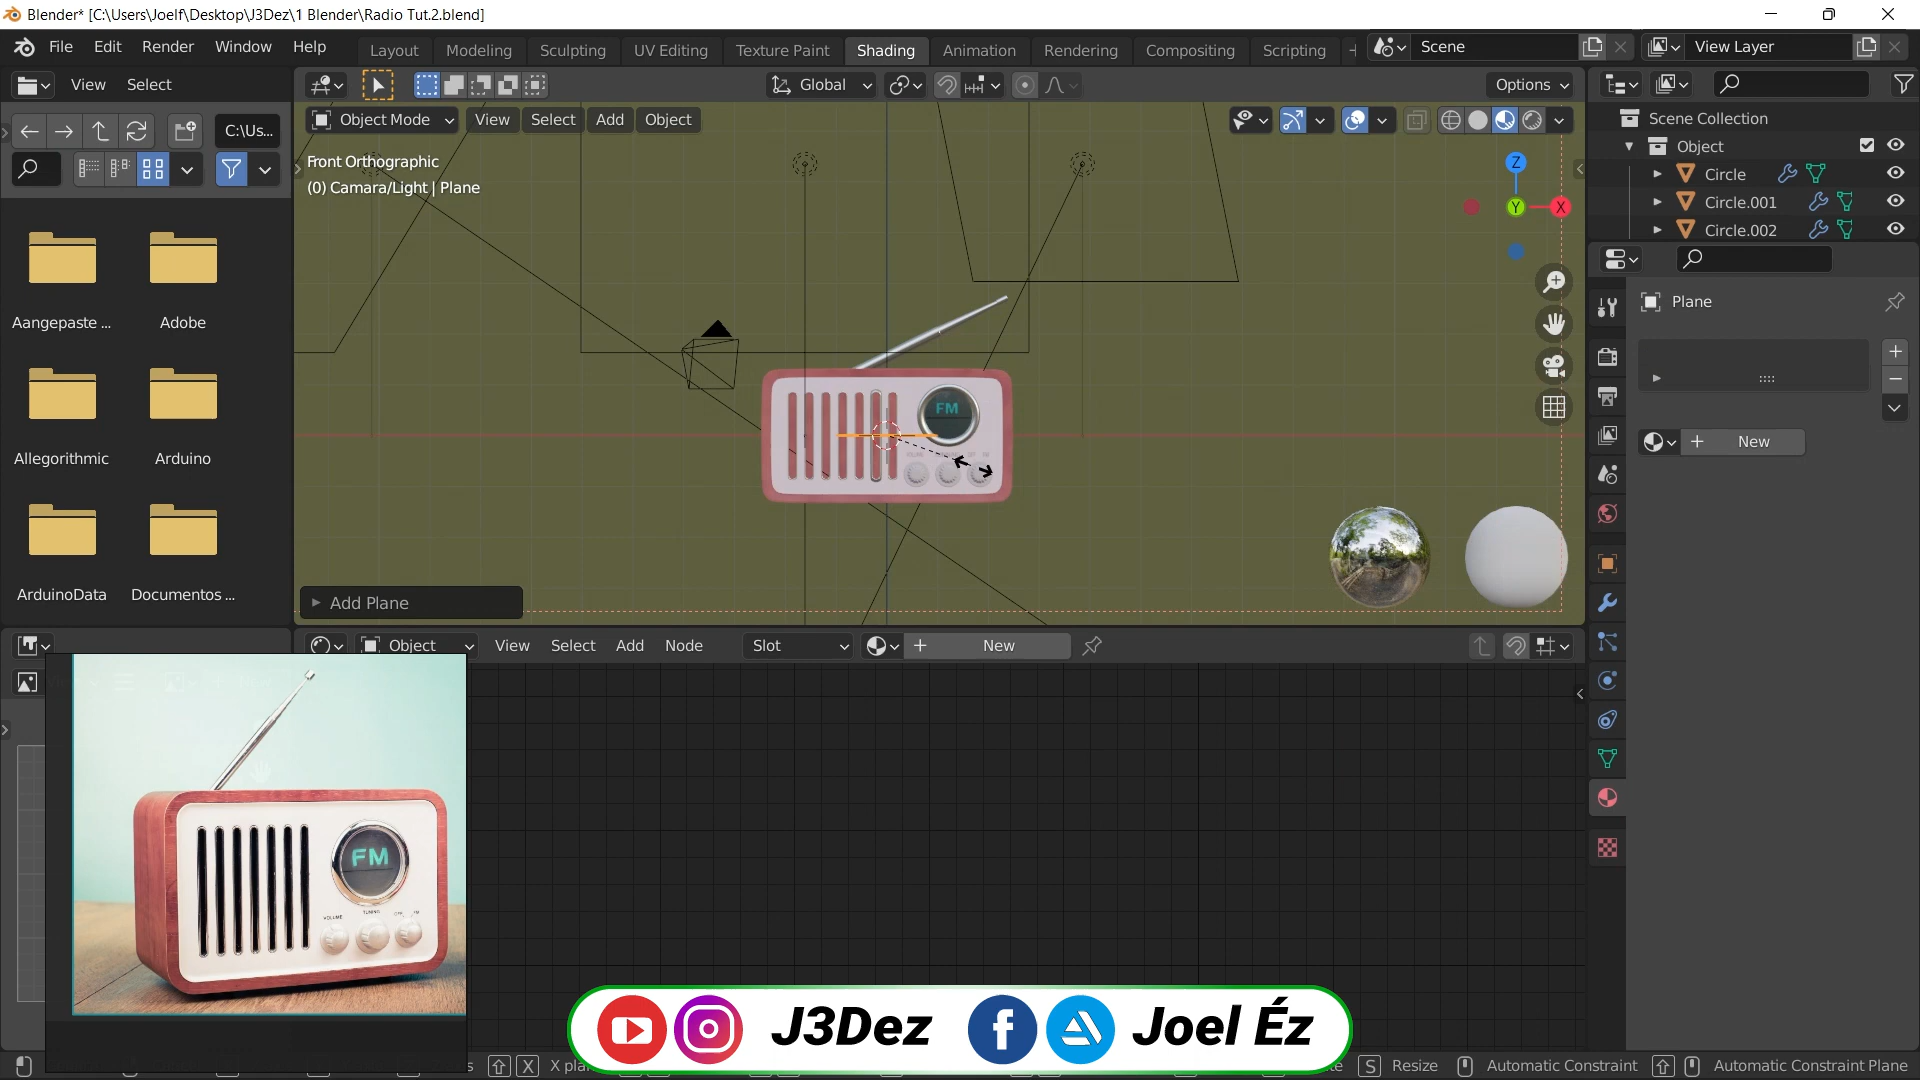 Blender* [C:\Users\Joelf\Desktop\J3Dez\1 Blender\Radio Tut.2.blend]
File Edit Render Window Help
Layout Modeling Sculpting UV Editing Texture Paint Shading Animation Rendering Compositing Scripting
Scene
View Layer
View Select
Global
Options
C:\Us...
Object Mode View Select Add Object
Front Orthographic
(0) Camara/Light | Plane
Z
Y
X
Scene Collection
Object
Circle
Circle.001
Circle.002
Plane
New
Aangepaste ...
Adobe
Allegorithmic
Arduino
ArduinoData
Documentos ...
FM
Add Plane
Object View Select Add Node Slot New
FM
VOLUME
TUNING
J3Dez
Joel Éz
X
S Resize Automatic Constraint Automatic Constraint Plane